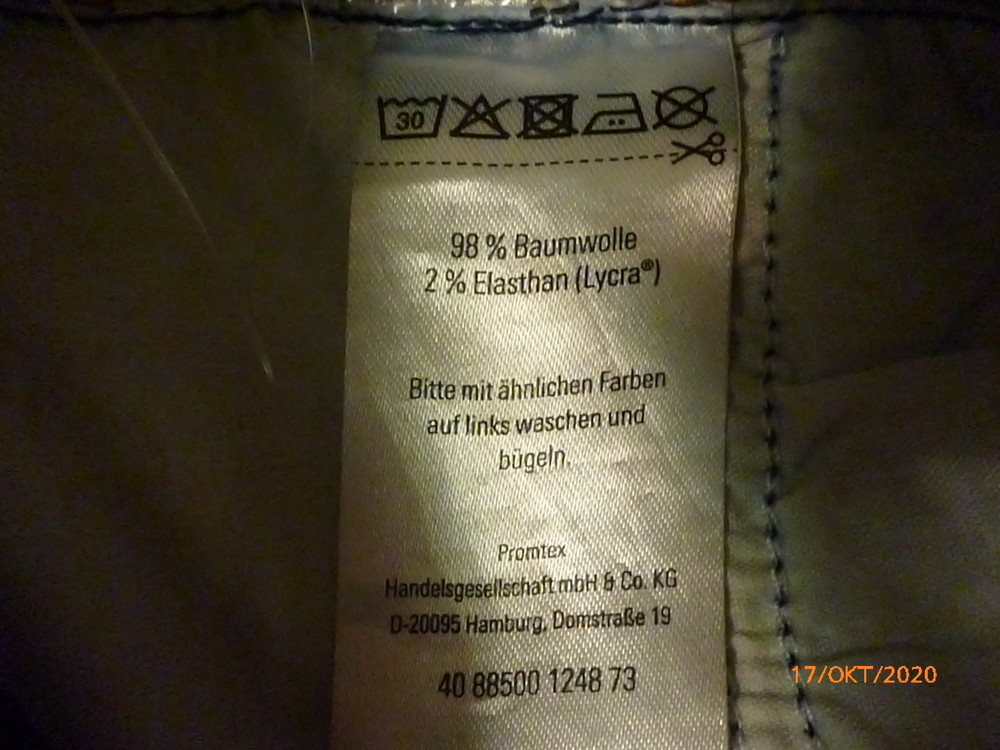 30
98 % Baumwolle
2 % Elasthan (Lycra®)
Bitte mit ähnlichen Farben
auf links waschen und
bügeln.
Promtex
Handelsgesellschaft mbH & Co. KG
D-20095 Hamburg, Domstraße 19
40 88500 1248 73
17/OKT/2020